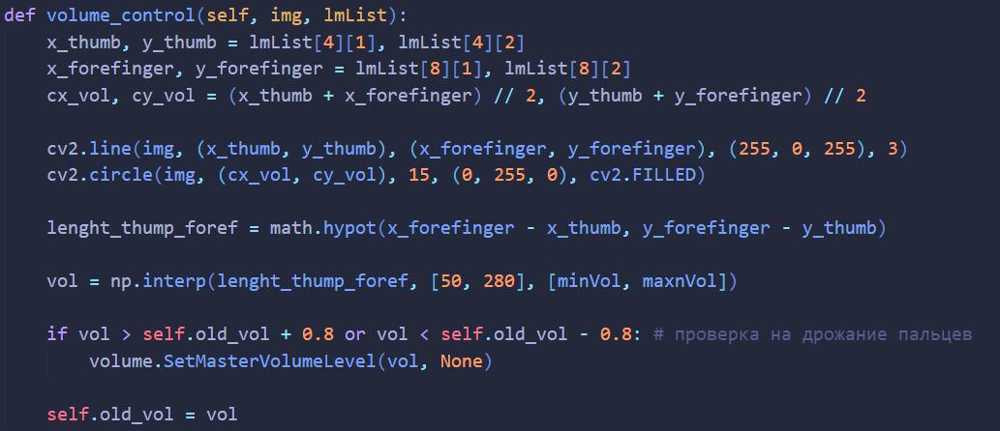 def volume_control(self, img, lmList):
    x_thumb, y_thumb = lmList[4][1], lmList[4][2]
    x_forefinger, y_forefinger = lmList[8][1], lmList[8][2]
    cx_vol, cy_vol = (x_thumb + x_forefinger) // 2, (y_thumb + y_forefinger) // 2

    cv2.line(img, (x_thumb, y_thumb), (x_forefinger, y_forefinger), (255, 0, 255), 3)
    cv2.circle(img, (cx_vol, cy_vol), 15, (0, 255, 0), cv2.FILLED)

    lenght_thump_foref = math.hypot(x_forefinger - x_thumb, y_forefinger - y_thumb)

    vol = np.interp(lenght_thump_foref, [50, 280], [minVol, maxnVol])

    if vol > self.old_vol + 0.8 or vol < self.old_vol - 0.8: # проверка на дрожание пальцев
        volume.SetMasterVolumeLevel(vol, None)

    self.old_vol = vol